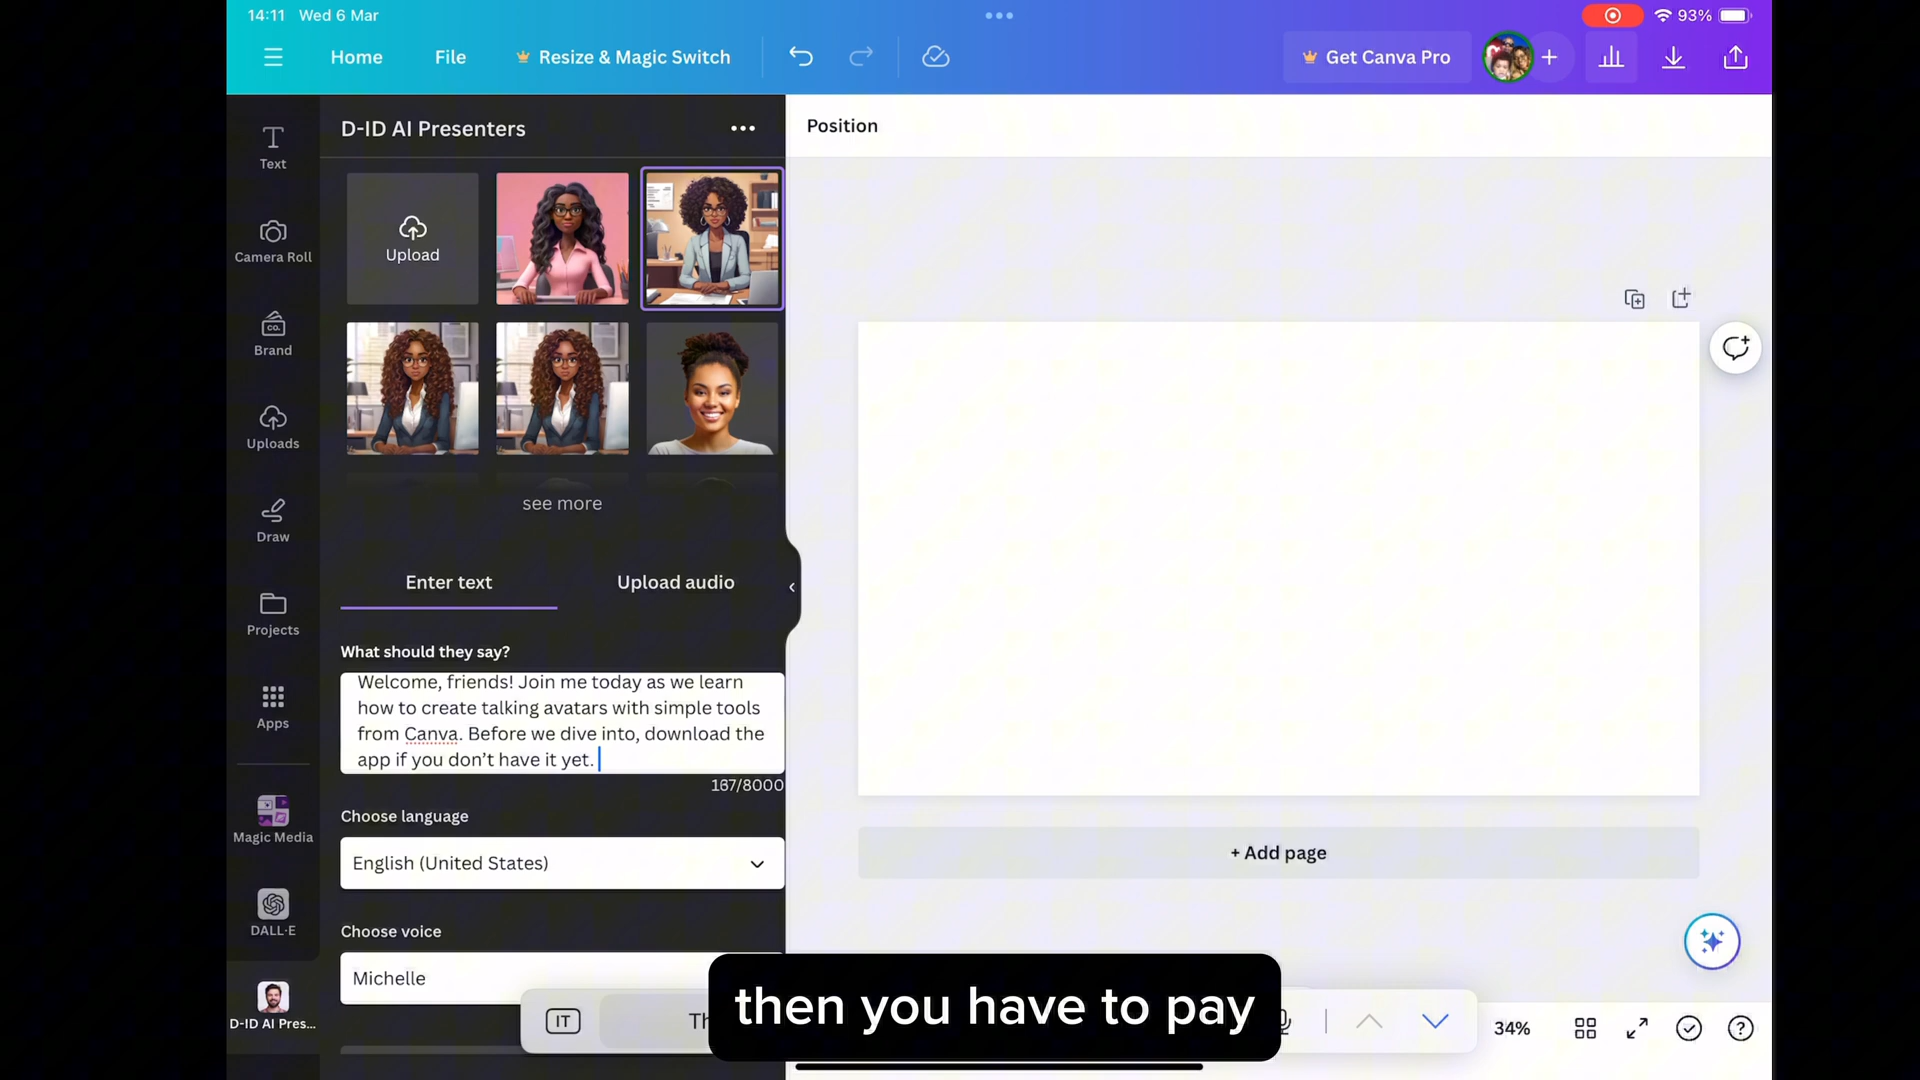 14:11 Wed 6 Mar
93%
Home File Resize & Magic Switch Get Canva Pro
Text
Camera Roll
CO.
Brand
Uploads
Draw
Projects
Apps
Magic Media
DALL·E
D-ID AI Pres...
D-ID AI Presenters
Upload
see more
Enter text Upload audio
What should they say?
Welcome, friends! Join me today as we learn
how to create talking avatars with simple tools
from Canva. Before we dive into, download the
app if you don’t have it yet.
167/8000
Choose language
English (United States)
Choose voice
Michelle
Position
+ Add page
IT
then you have to pay
34%